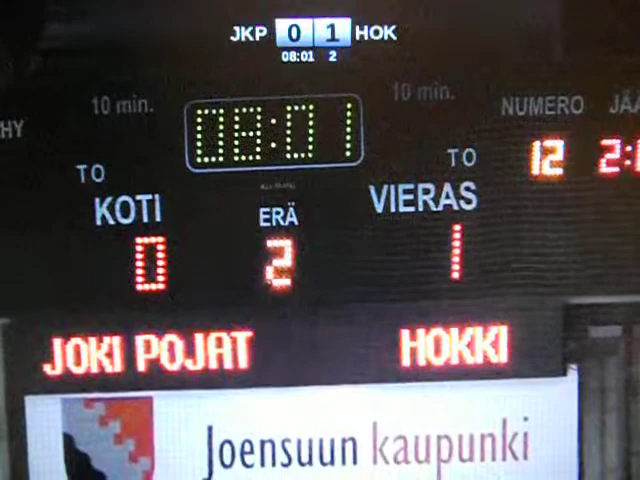 JKP 0 1 HOK
08:01 2
10 min. 10 min.
HY 08:01 NUMERO JÄÄ
TO TO 12 2:
KOTI ERÄ VIERAS
0 2 1
JOKI POJAT HOKKI
Joensuun kaupunki